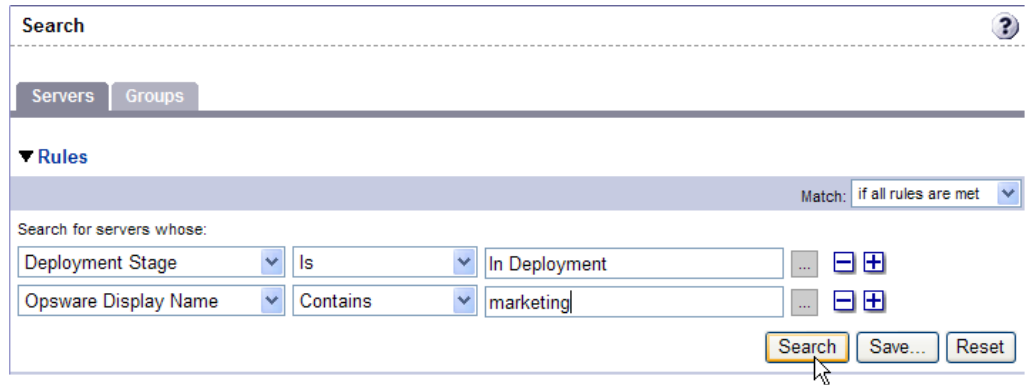 Search ?
Servers Groups
▼ Rules
Match: if all rules are met
Search for servers whose:
Deployment Stage Is In Deployment ... − +
Opsware Display Name Contains marketing ... − +
Search Save... Reset